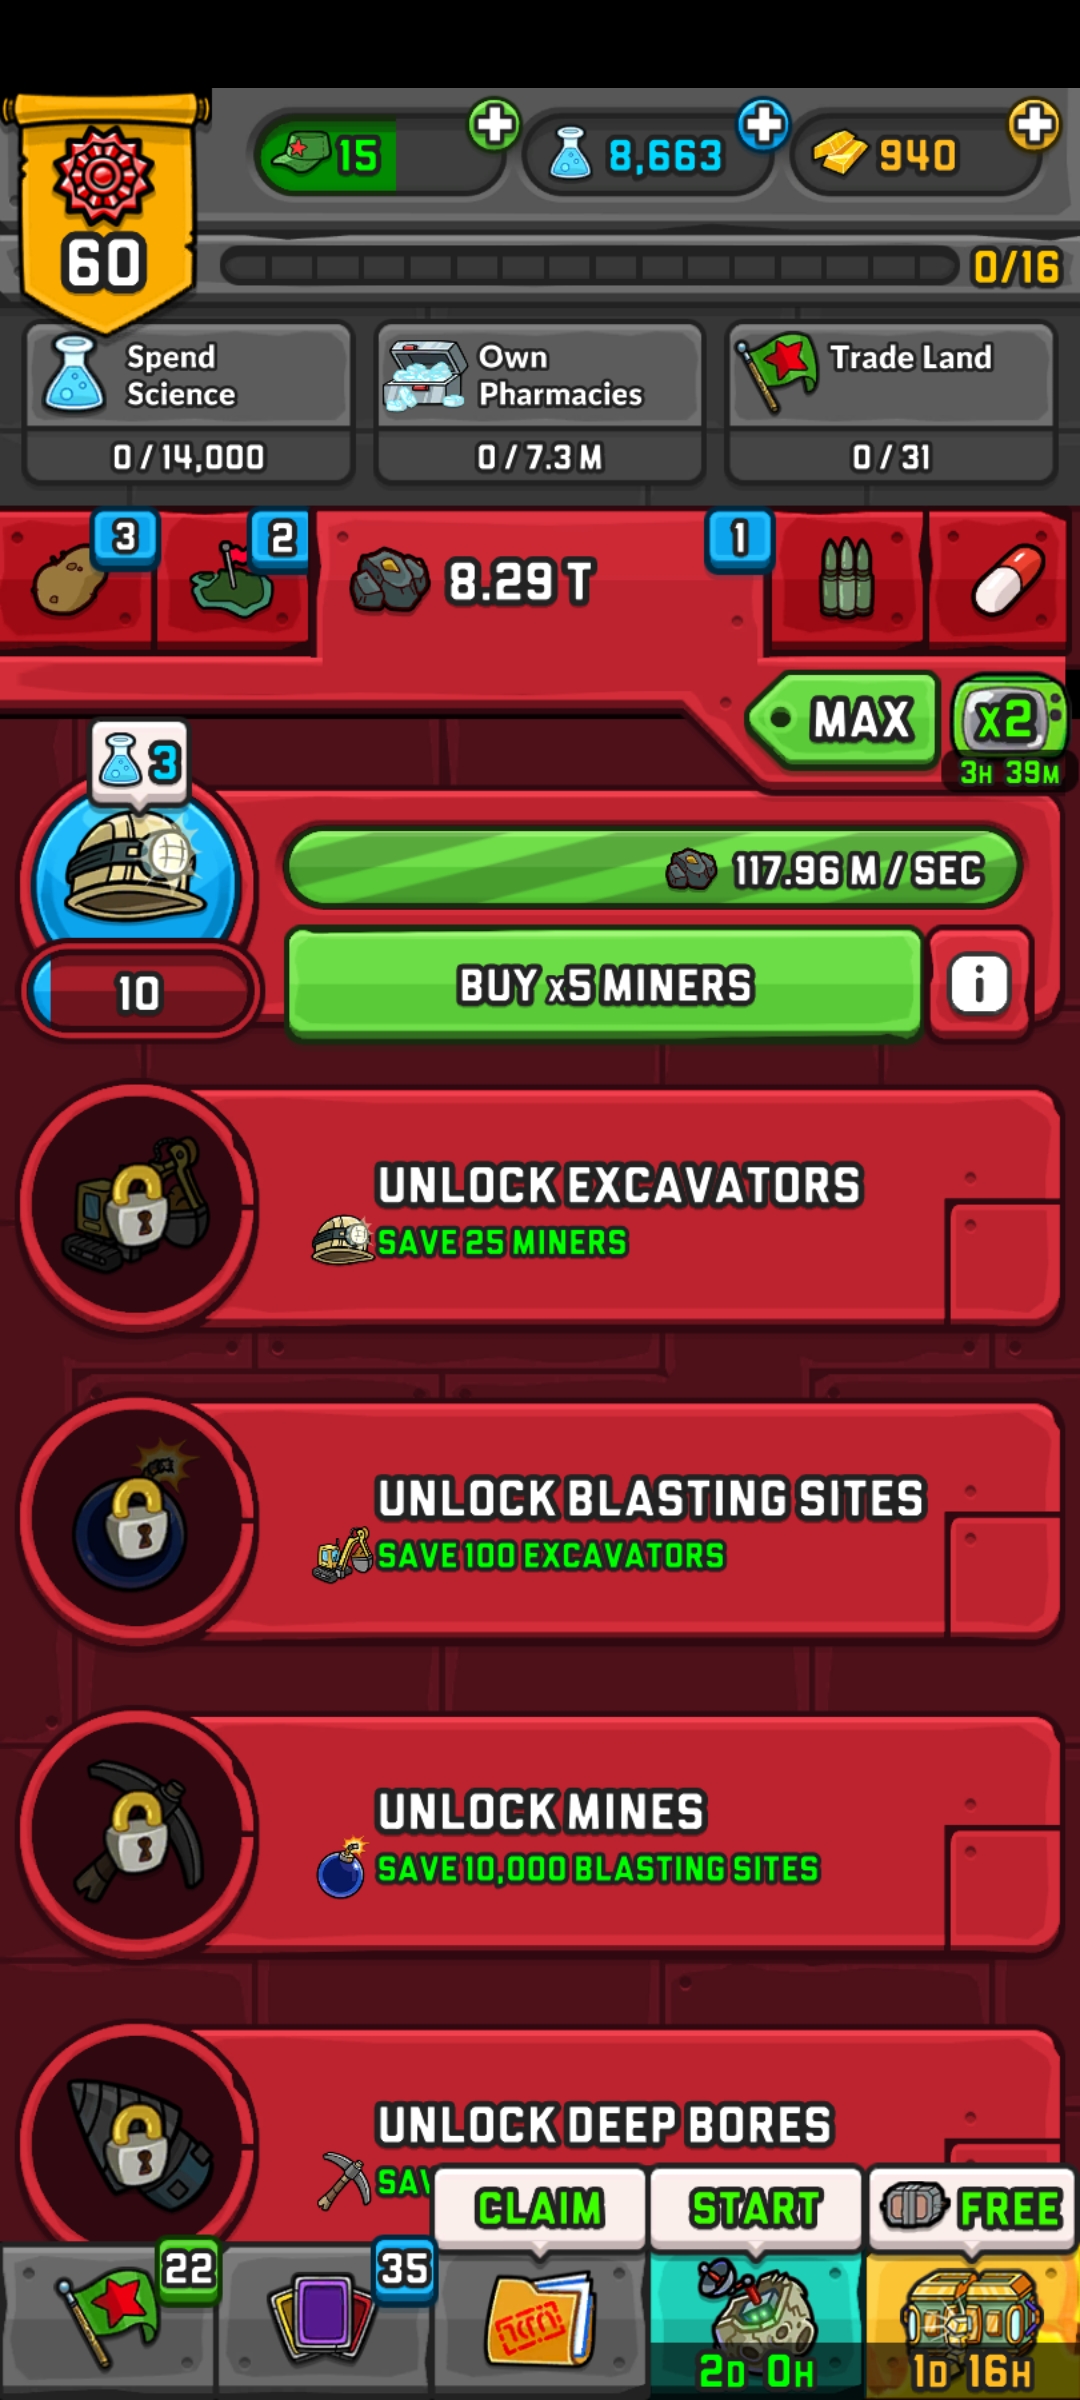 60
15
8,663
940
0/16
Spend
Science
0/14,000
Own
Pharmacies
0/7.3 M
Trade Land
0/31
3
2
8.29 T
1
MAX
x2
3H 39M
3
117.96 M / SEC
10
BUY x5 MINERS
i
UNLOCK EXCAVATORS
SAVE 25 MINERS
UNLOCK BLASTING SITES
SAVE 100 EXCAVATORS
UNLOCK MINES
SAVE 10,000 BLASTING SITES
UNLOCK DEEP BORES
CLAIM
START
FREE
22
35
2D 0H
1D 16H